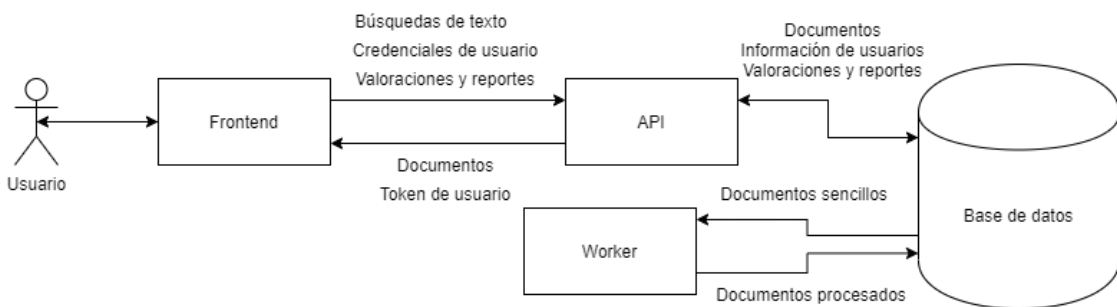 Búsquedas de texto
Credenciales de usuario
Valoraciones y reportes
Documentos
Información de usuarios
Valoraciones y reportes
Frontend
API
Usuario
Documentos
Token de usuario
Documentos sencillos
Base de datos
Worker
Documentos procesados